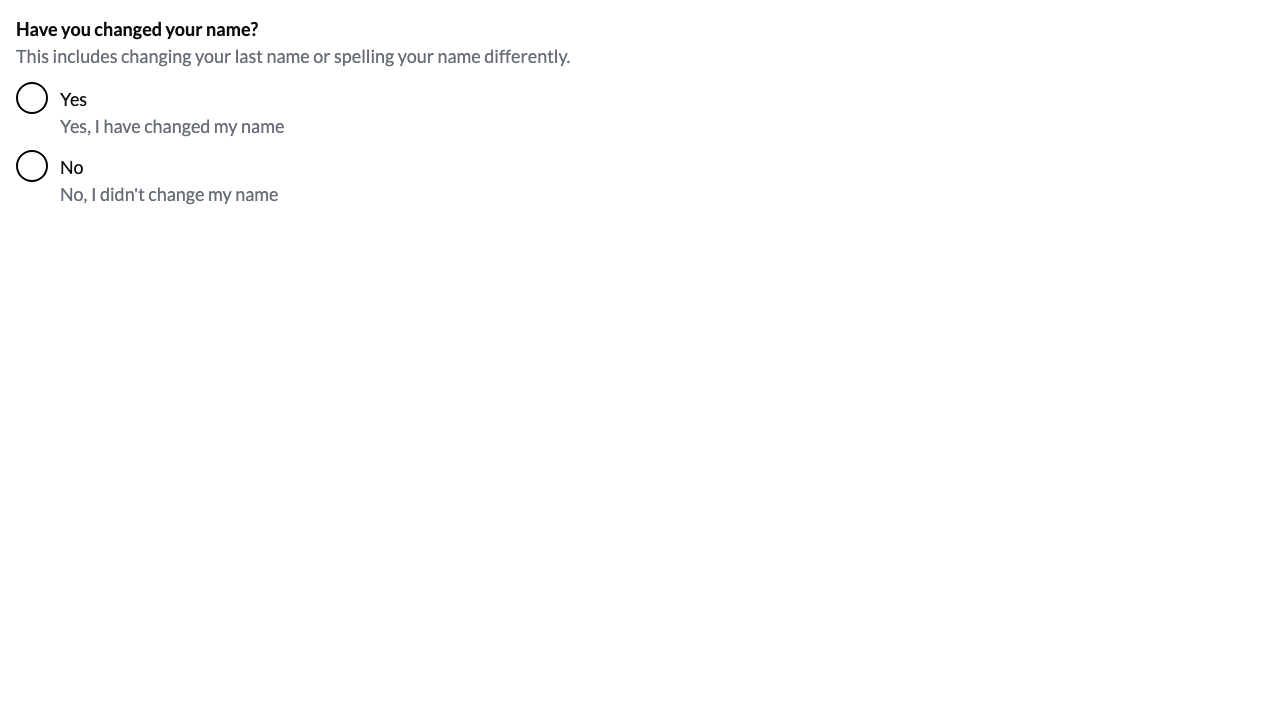 Have you changed your name?
This includes changing your last name or spelling your name differently.
Yes
Yes, I have changed my name
No
No, I didn't change my name